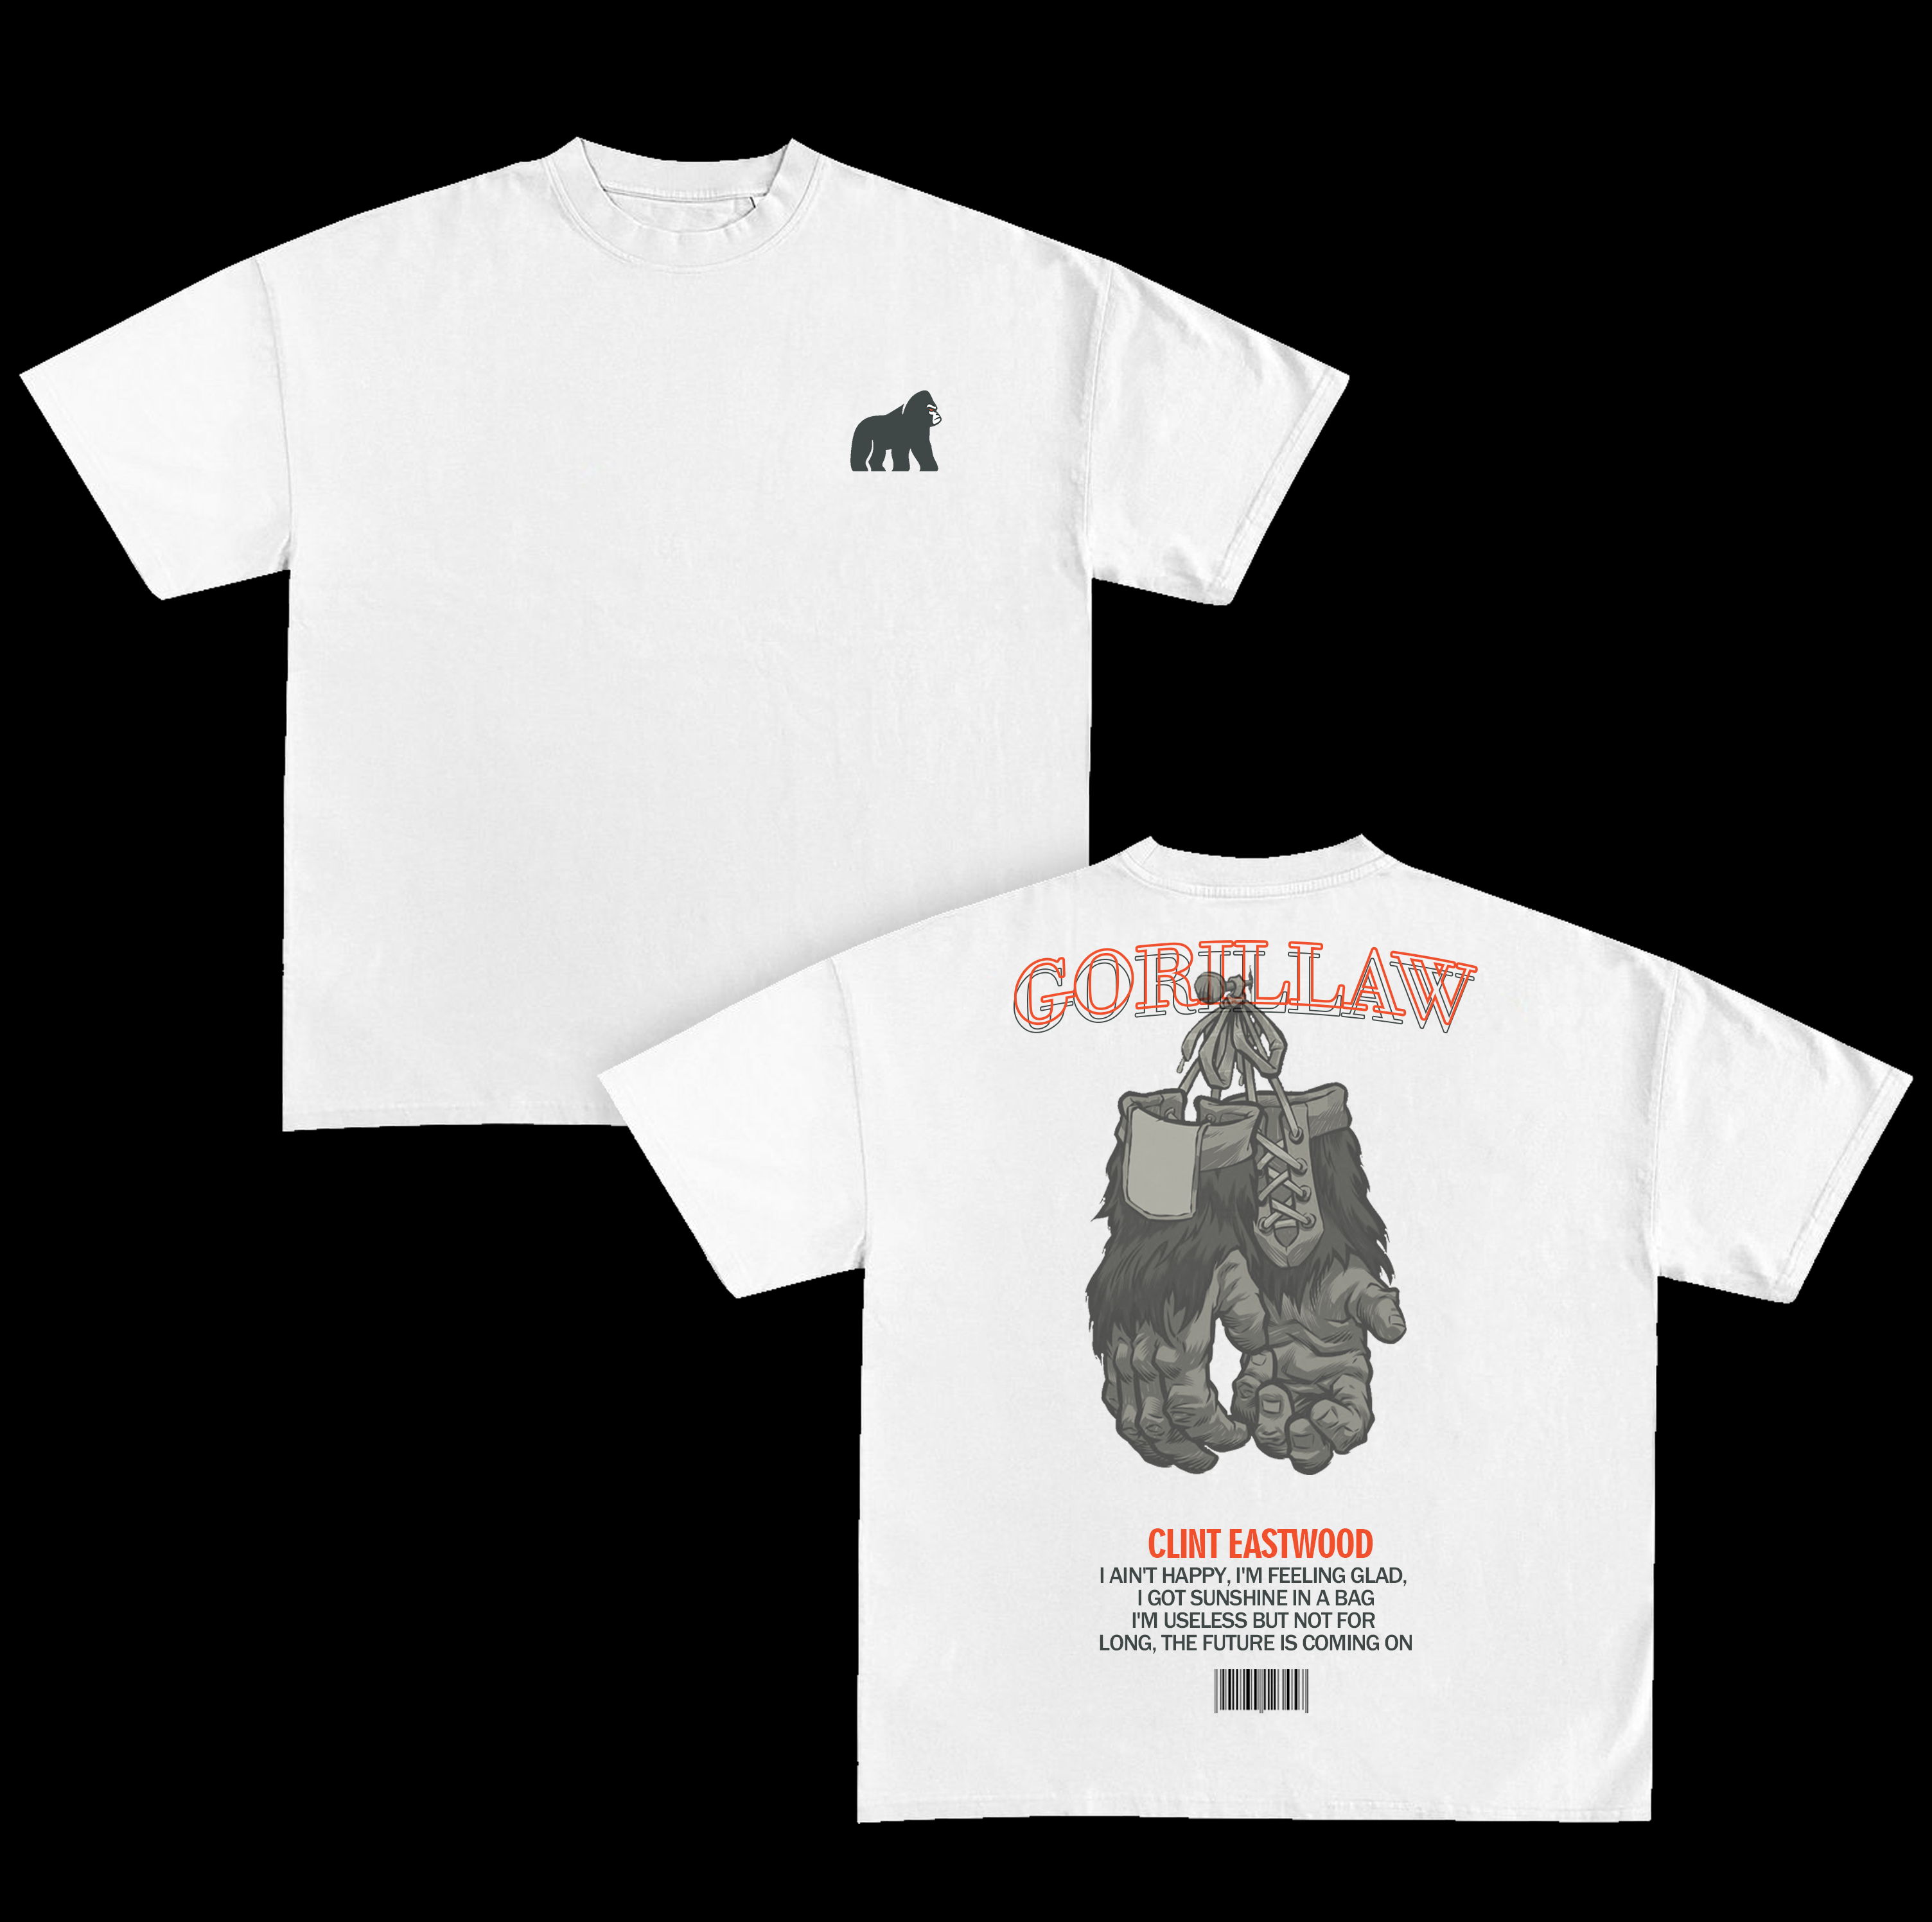 GORILLAW
CLINT EASTWOOD
I AIN'T HAPPY, I'M FEELING GLAD,
I GOT SUNSHINE IN A BAG
I'M USELESS BUT NOT FOR
LONG, THE FUTURE IS COMING ON